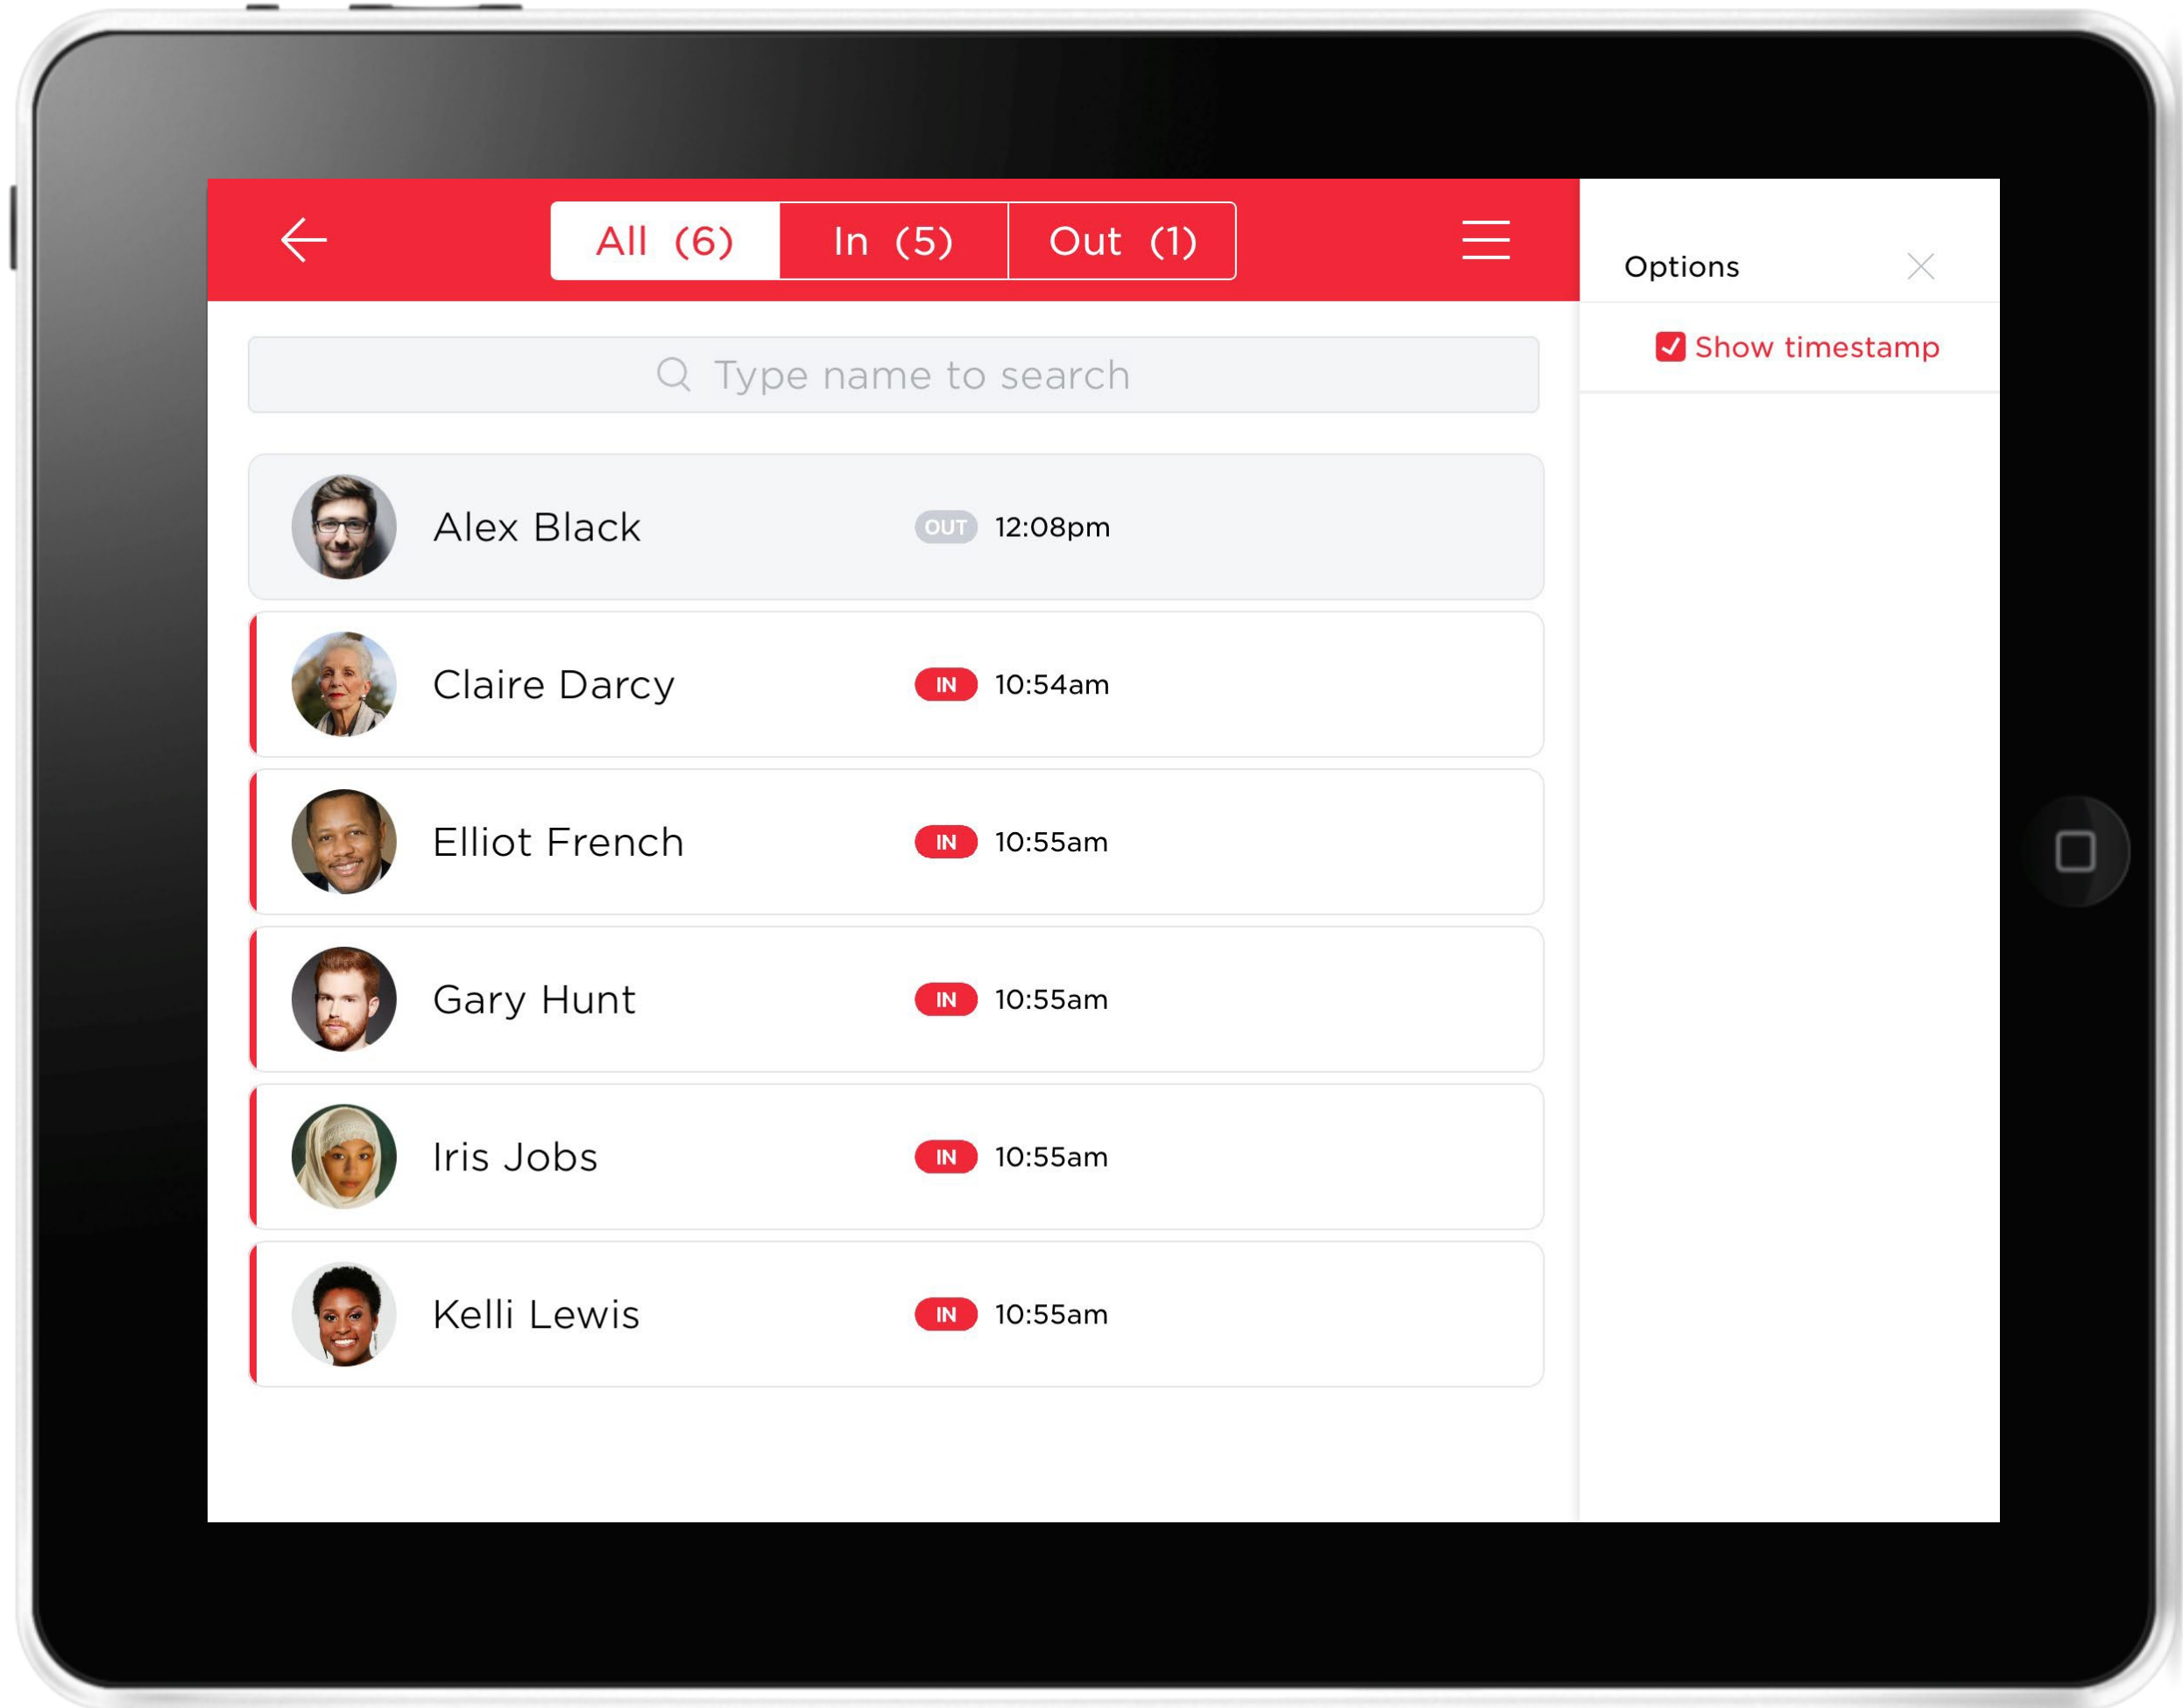 All (6) In (5) Out (1)
Options
Show timestamp
Type name to search
Alex Black OUT 12:08pm
Claire Darcy IN 10:54am
Elliot French IN 10:55am
Gary Hunt IN 10:55am
Iris Jobs IN 10:55am
Kelli Lewis IN 10:55am